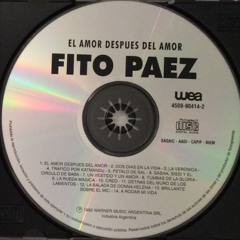 EL AMOR DESPUES DEL AMOR
FITO PAEZ
wea
4509-90414-2
COMPACT
disc
DIGITAL AUDIO
SADAIC - AADI - CAPIF - BIEM
1- EL AMOR DESPUES DEL AMOR - 2- DOS DIAS EN LA VIDA - 3- LA VERONICA -
4- TRAFICO POR KATMANDU - 5- PETALO DE SAL - 6- SASHA, SISSI Y EL
CIRCULO DE BABA - 7- UN VESTIDO Y UN AMOR - 8- TUMBAS DE LA GLORIA
9- LA RUEDA MAGICA - 10- CREO - 11- DETRAS DEL MURO DE LOS
LAMENTOS - 12- LA BALADA DE DONNA HELENA - 13- BRILLANTE
SOBRE EL MIC - 14- A RODAR MI VIDA
1992 WARNER MUSIC ARGENTINA SRL
Industria Argentina